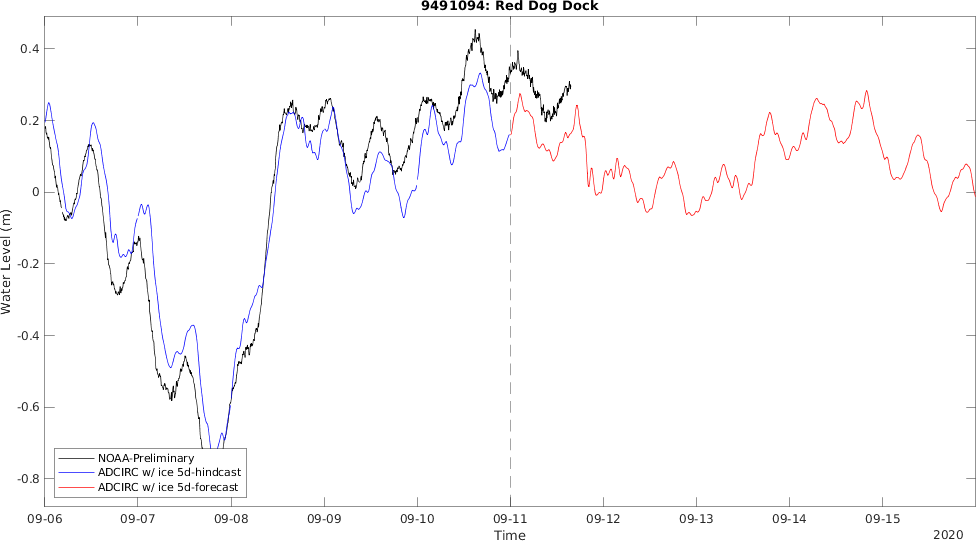 9491094: Red Dog Dock
Water Level (m)
0.4
0.2
0
-0.2
-0.4
-0.6
-0.8
NOAA-Preliminary
ADCIRC w/ ice 5d-hindcast
ADCIRC w/ ice 5d-forecast
09-06 09-07 09-08 09-09 09-10 09-11 09-12 09-13 09-14 09-15
Time
2020